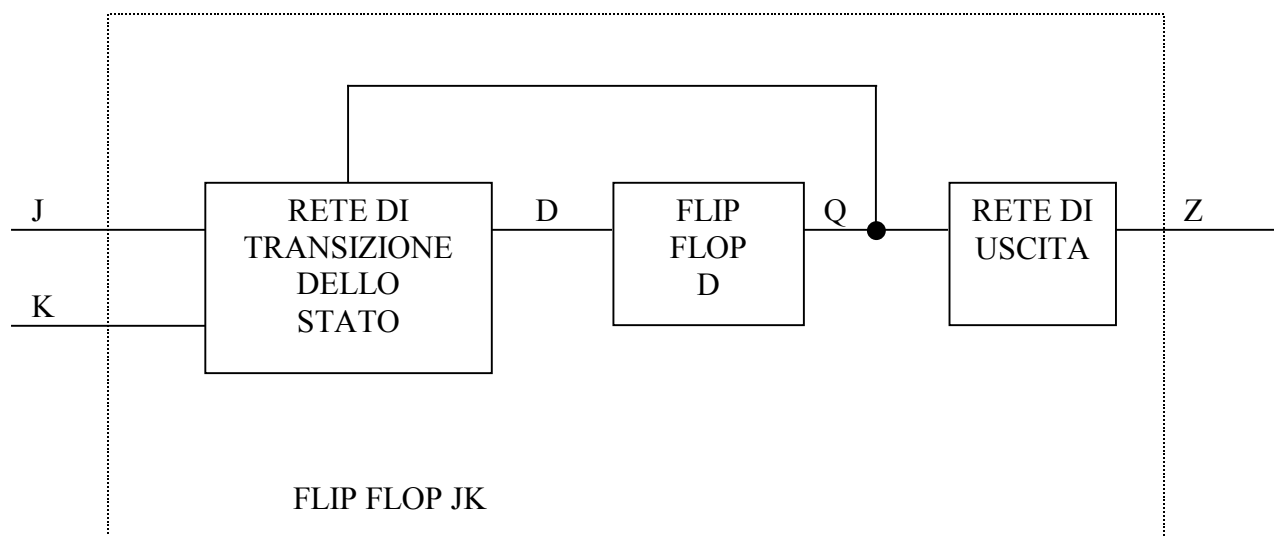 J
K
RETE DI
TRANSIZIONE
DELLO
STATO
D
FLIP
FLOP
D
Q
RETE DI
USCITA
Z
FLIP FLOP JK